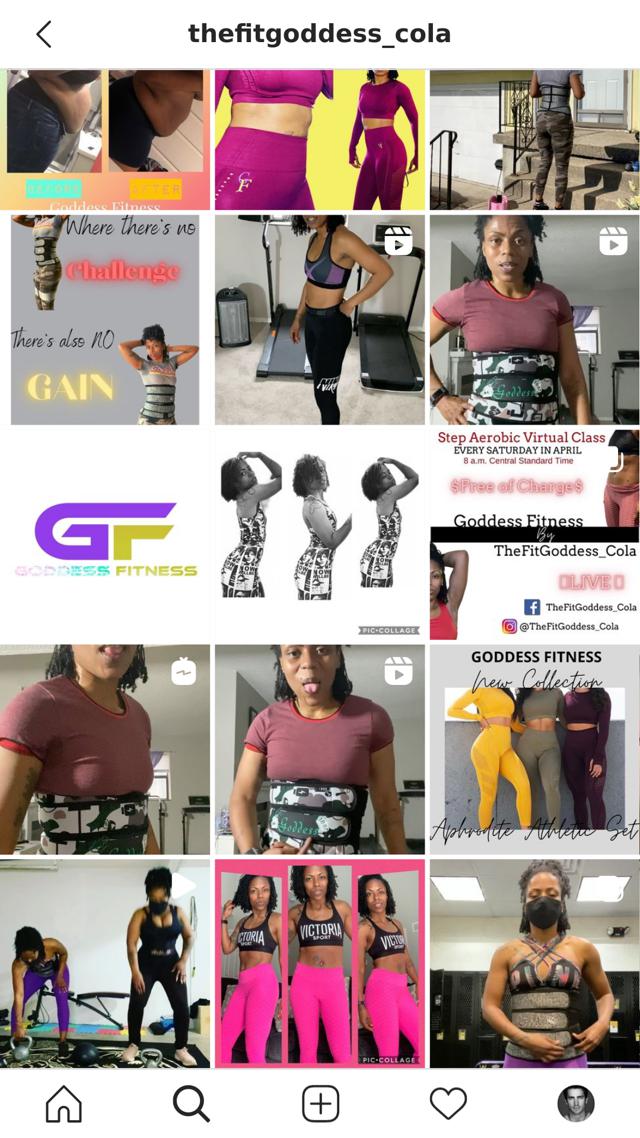 thefitgoddess_cola
BEFORE
AFTER
Goddess Fitness
GF
Where there's no
Challenge
There's also NO
GAIN
Goddess
GF
GODDESS FITNESS
PIC•COLLAGE
Step Aerobic Virtual Class
EVERY SATURDAY IN APRIL
8 a.m. Central Standard Time
$Free of Charge$
Goddess Fitness
By
TheFitGoddess_Cola
LIVE
TheFitGoddess_Cola
@TheFitGoddess_Cola
Goddess
GODDESS FITNESS
New Collection
Aphrodite Athletic Set
VICTORIA
SPORT
VICTORIA
SPORT
VICTORI
SPORT
PIC•COLLAGE